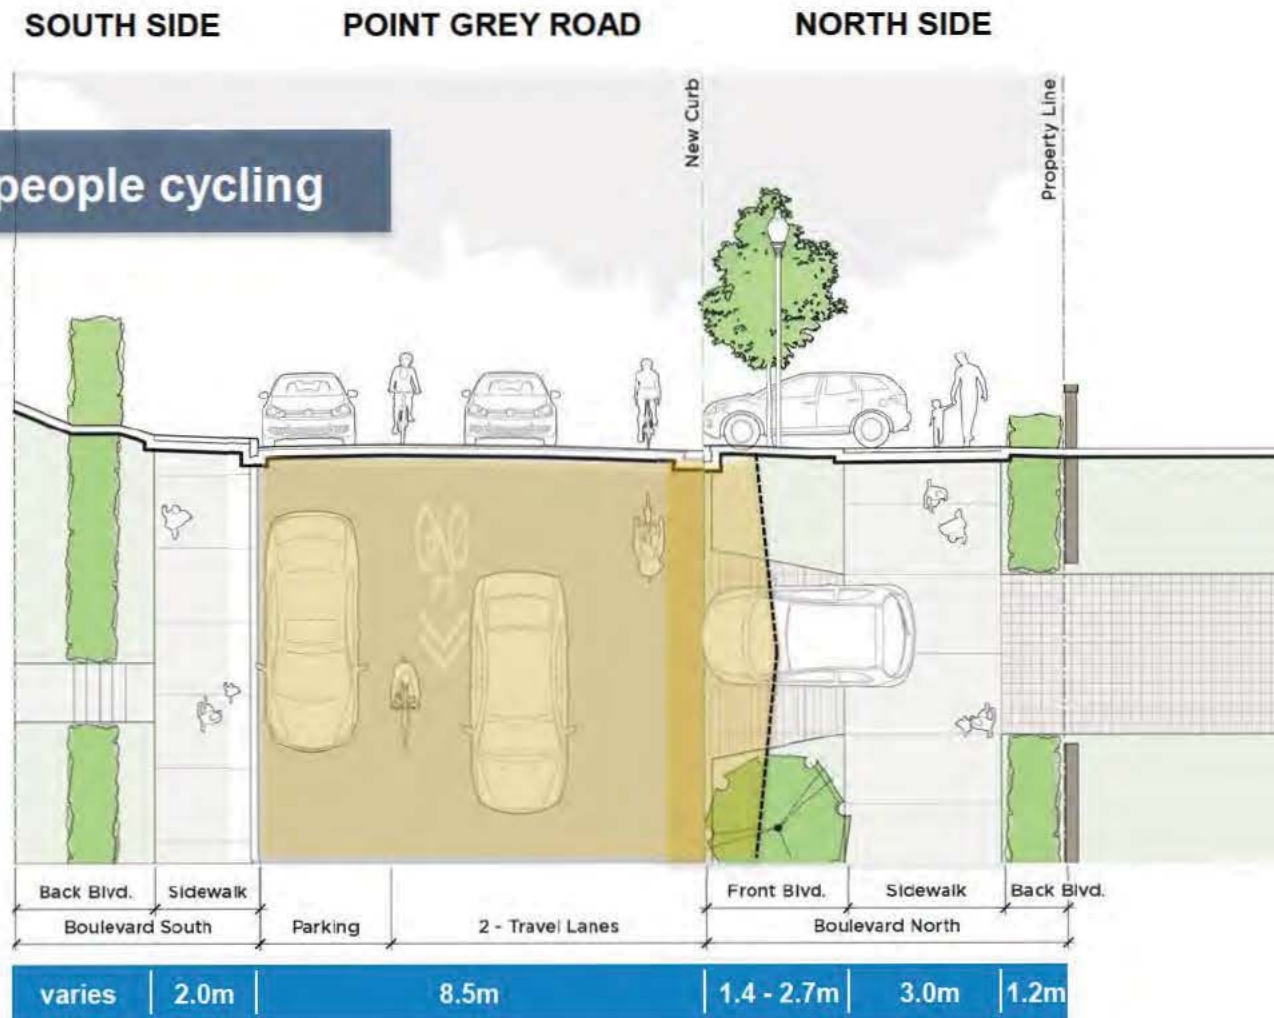 SOUTH SIDE POINT GREY ROAD NORTH SIDE
New Curb
Property Line
people cycling
Back Blvd. Sidewalk Front Blvd. Sidewalk Back Blvd.
Boulevard South Parking 2 - Travel Lanes Boulevard North
varies 2.0m 8.5m 1.4 - 2.7m 3.0m 1.2m